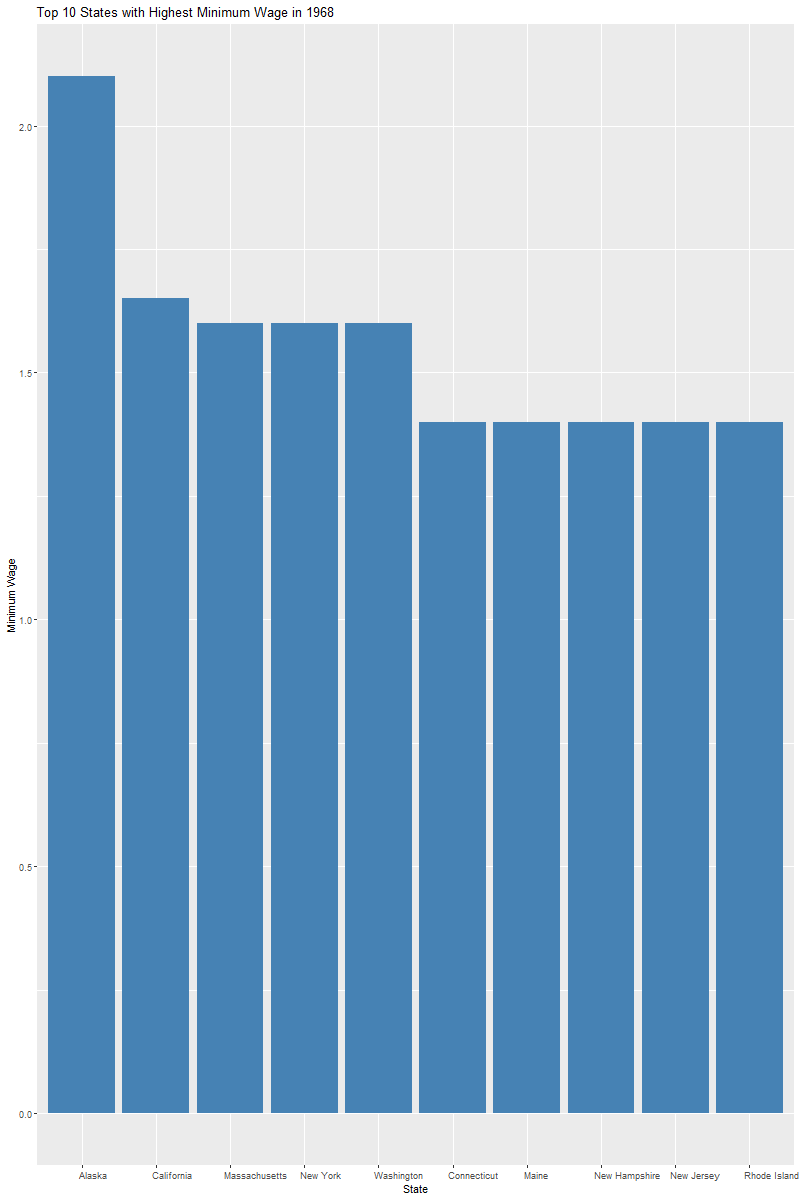 Top 10 States with Highest Minimum Wage in 1968
Minimum Wage
2.0
1.5
1.0
0.5
0.0
Alaska California Massachusetts New York Washington Connecticut Maine New Hampshire New Jersey Rhode Island
State